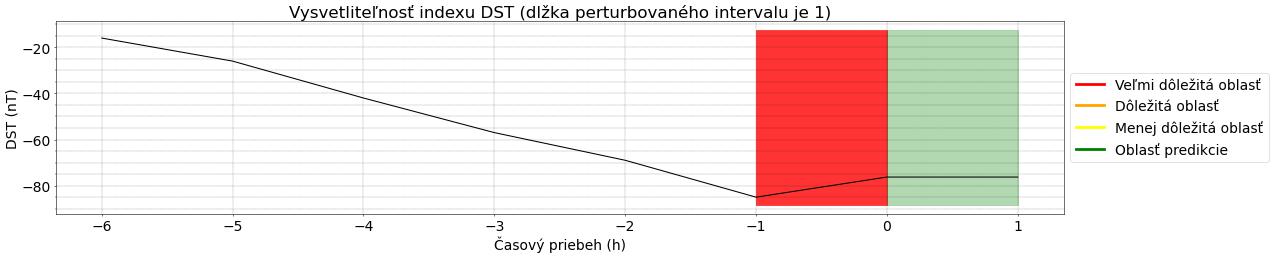 Vysvetliteľnosť indexu DST (dlžka perturbovaného intervalu je 1)
DST (nT)
−20
−40
−60
−80
−6 −5 −4 −3 −2 −1 0 1
Časový priebeh (h)
Veľmi dôležitá oblasť
Dôležitá oblasť
Menej dôležitá oblasť
Oblasť predikcie